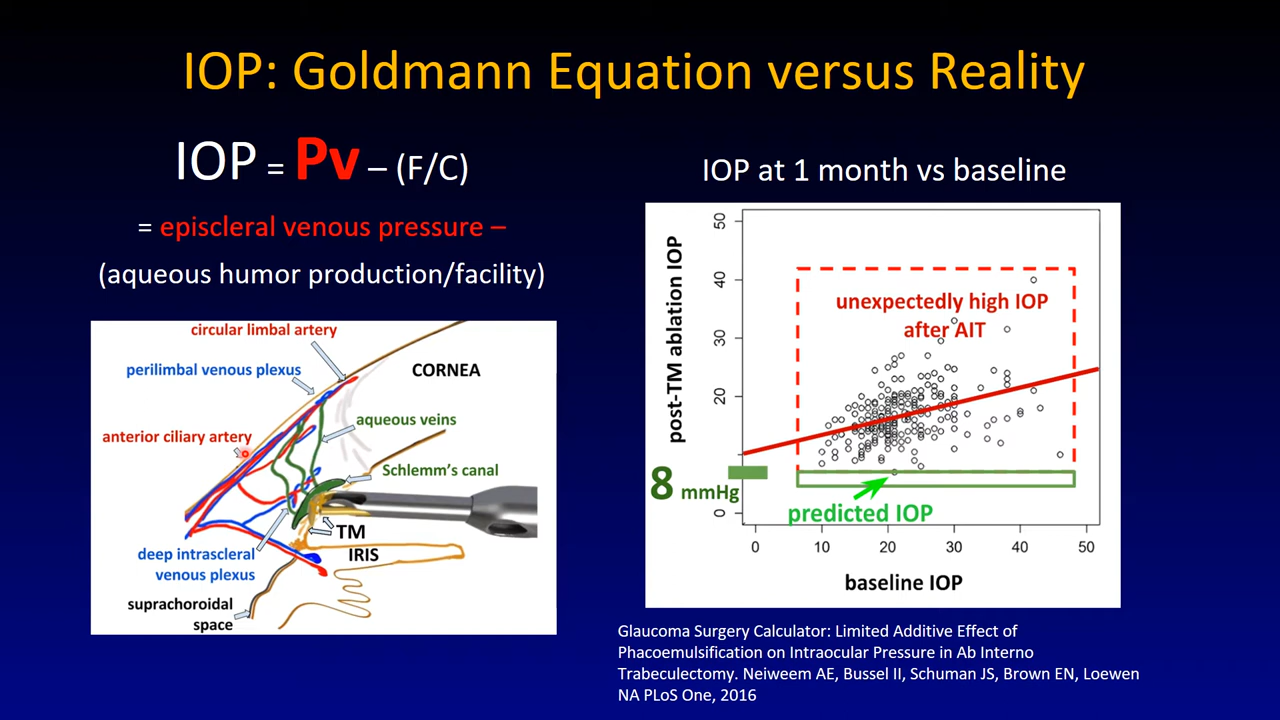 IOP: Goldmann Equation versus Reality
IOP = Pv – (F/C)
= episcleral venous pressure –
(aqueous humor production/facility)
circular limbal artery
CORNEA
perilimbal venous plexus
aqueous veins
anterior ciliary artery
Schlemm's canal
TM
IRIS
deep intrascleral
venous plexus
suprachoroidal
space
IOP at 1 month vs baseline
post-TM ablation IOP
50
40
30
20
0
unexpectedly high IOP
after AIT
8 mmHg
predicted IOP
0 10 20 30 40 50
baseline IOP
Glaucoma Surgery Calculator: Limited Additive Effect of
Phacoemulsification on Intraocular Pressure in Ab Interno
Trabeculectomy. Neiweem AE, Bussel II, Schuman JS, Brown EN, Loewen
NA PLoS One, 2016